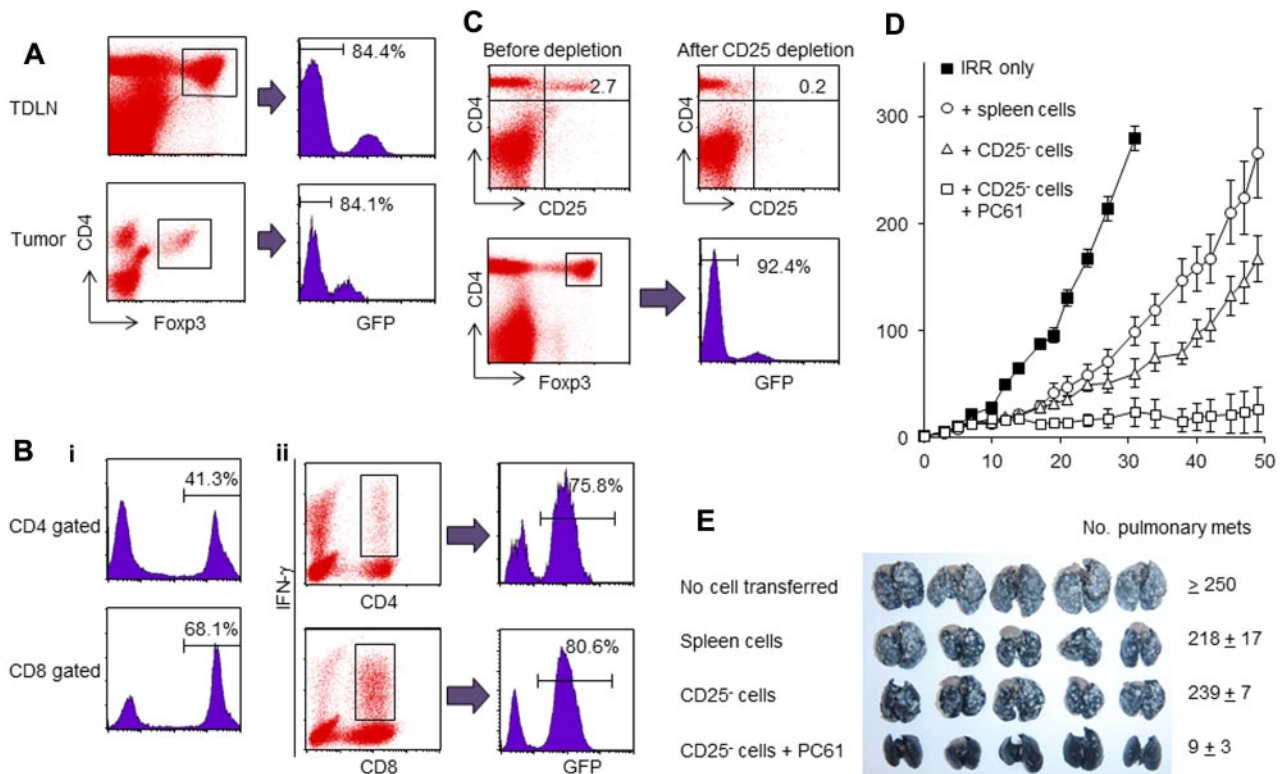 A
TDLN
84.4%
Tumor
CD4
84.1%
Foxp3
GFP
B
i
CD4 gated
41.3%
CD8 gated
68.1%
ii
IFN-γ
CD4
75.8%
CD8
80.6%
GFP
C
Before depletion
After CD25 depletion
CD4
2.7
CD25
CD4
0.2
CD25
CD4
Foxp3
92.4%
GFP
D
IRR only
+ spleen cells
+ CD25- cells
+ CD25- cells
+ PC61
300
200
100
0
0 10 20 30 40 50
E
No. pulmonary mets
No cell transferred ≥ 250
Spleen cells 218 ± 17
CD25- cells 239 ± 7
CD25- cells + PC61 9 ± 3